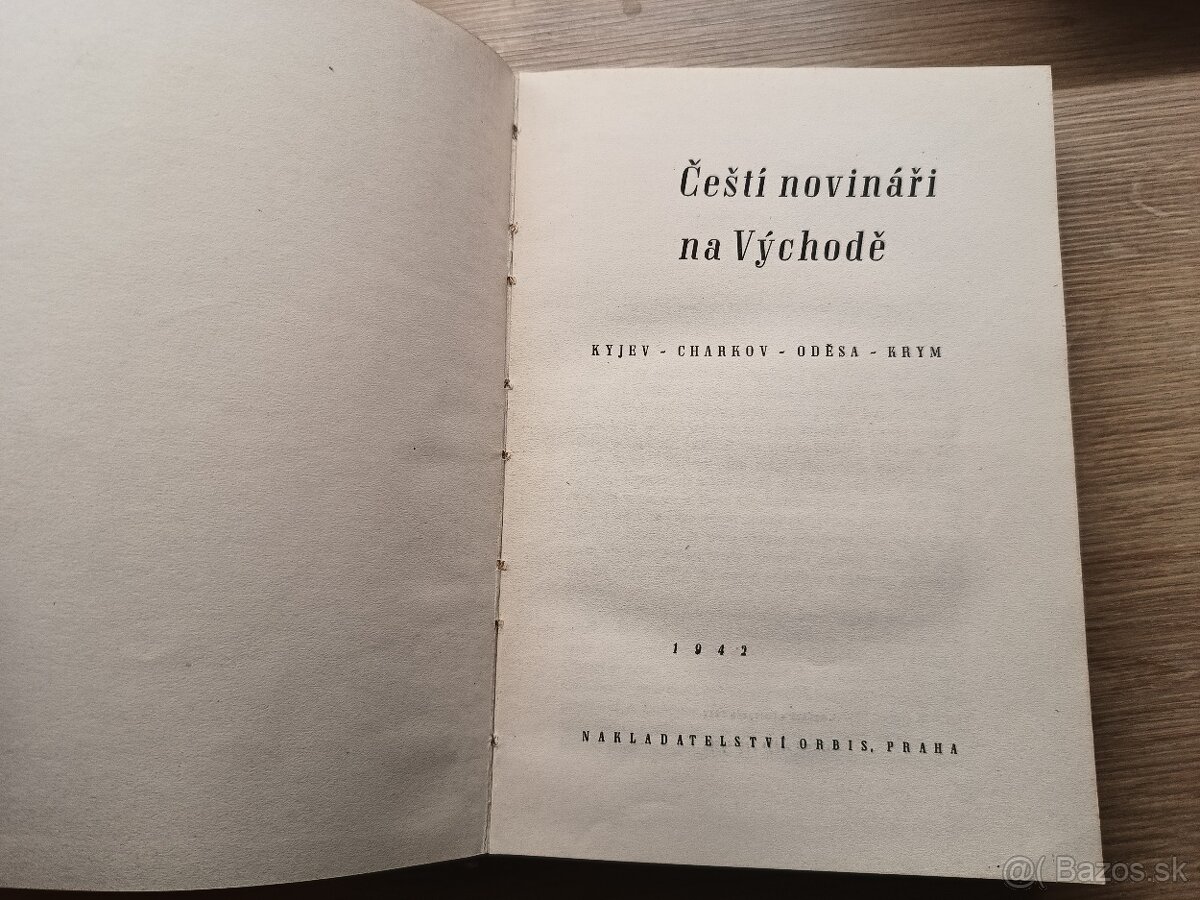 Čeští novináři
na Východě
KYJEV - CHARKOV - ODĚSA - KRYM
1942
NAKLADATELSTVÍ ORBIS, PRAHA
@( Bazos.sk